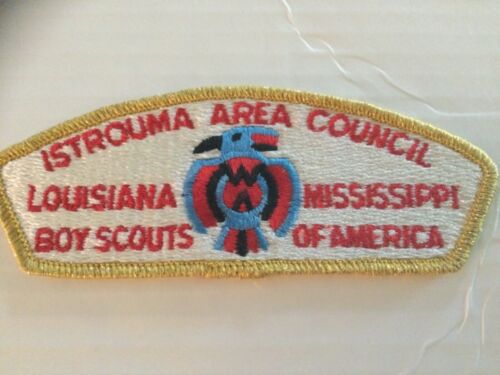 ISTROUMA AREA COUNCIL
LOUISIANA MISSISSIPPI
BOY SCOUTS OF AMERICA